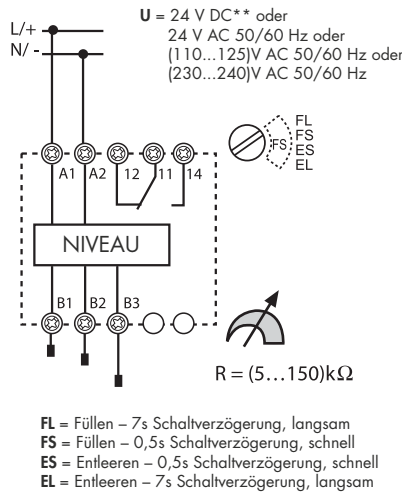 L/+
N/ -
U = 24 V DC** oder
24 V AC 50/60 Hz oder
(110...125)V AC 50/60 Hz oder
(230...240)V AC 50/60 Hz
FS
FL
FS
ES
EL
A1 A2 12 11 14
NIVEAU
B1 B2 B3
R = (5...150)kΩ
FL = Füllen – 7s Schaltverzögerung, langsam
FS = Füllen – 0,5s Schaltverzögerung, schnell
ES = Entleeren – 0,5s Schaltverzögerung, schnell
EL = Entleeren – 7s Schaltverzögerung, langsam